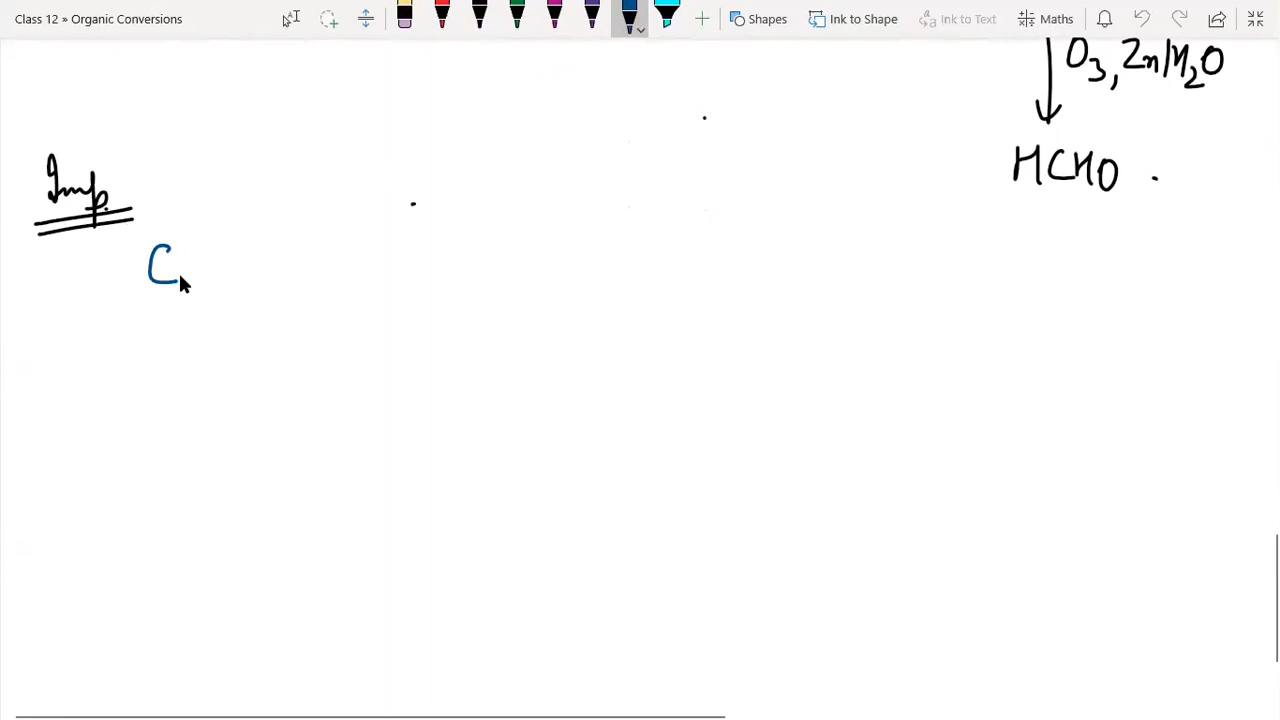 Class 12 » Organic Conversions
Shapes
Ink to Shape
Ink to Text
Maths
O3, Zn/H2O
HCHO .
Imp.
C